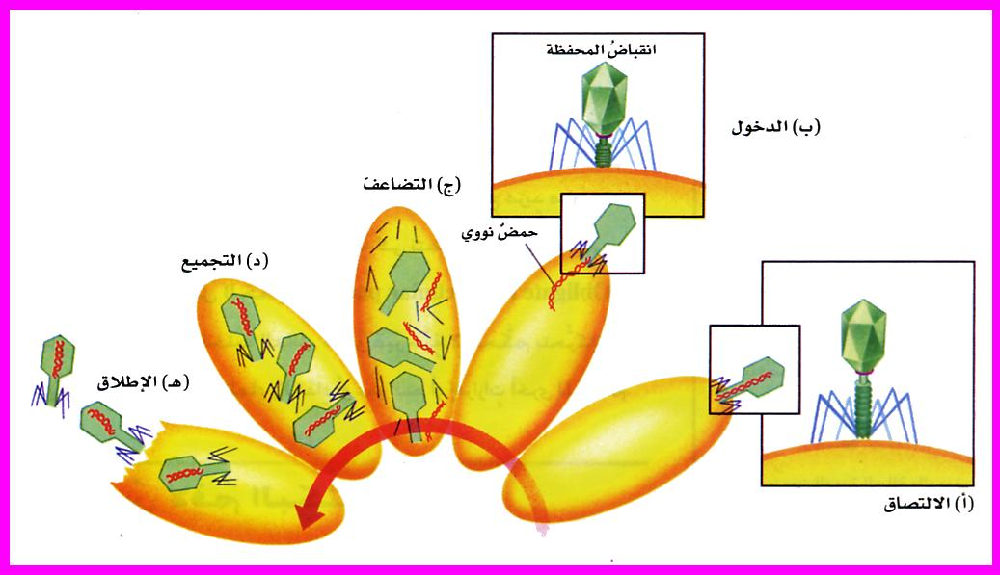 انقباضُ المحفظة
(ب) الدخول
(ج) التضاعف
حمضٌ نووي
(د) التجميع
(هـ) الإطلاق
(أ) الالتصاق